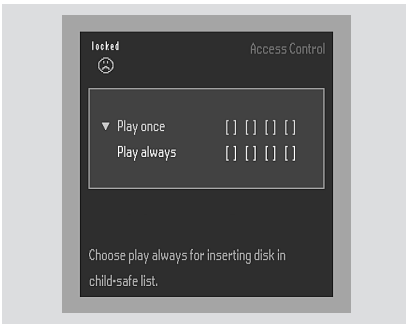 locked
Access Control
▼ Play once [ ] [ ] [ ] [ ]
Play always [ ] [ ] [ ] [ ]
Choose play always for inserting disk in
child•safe list.